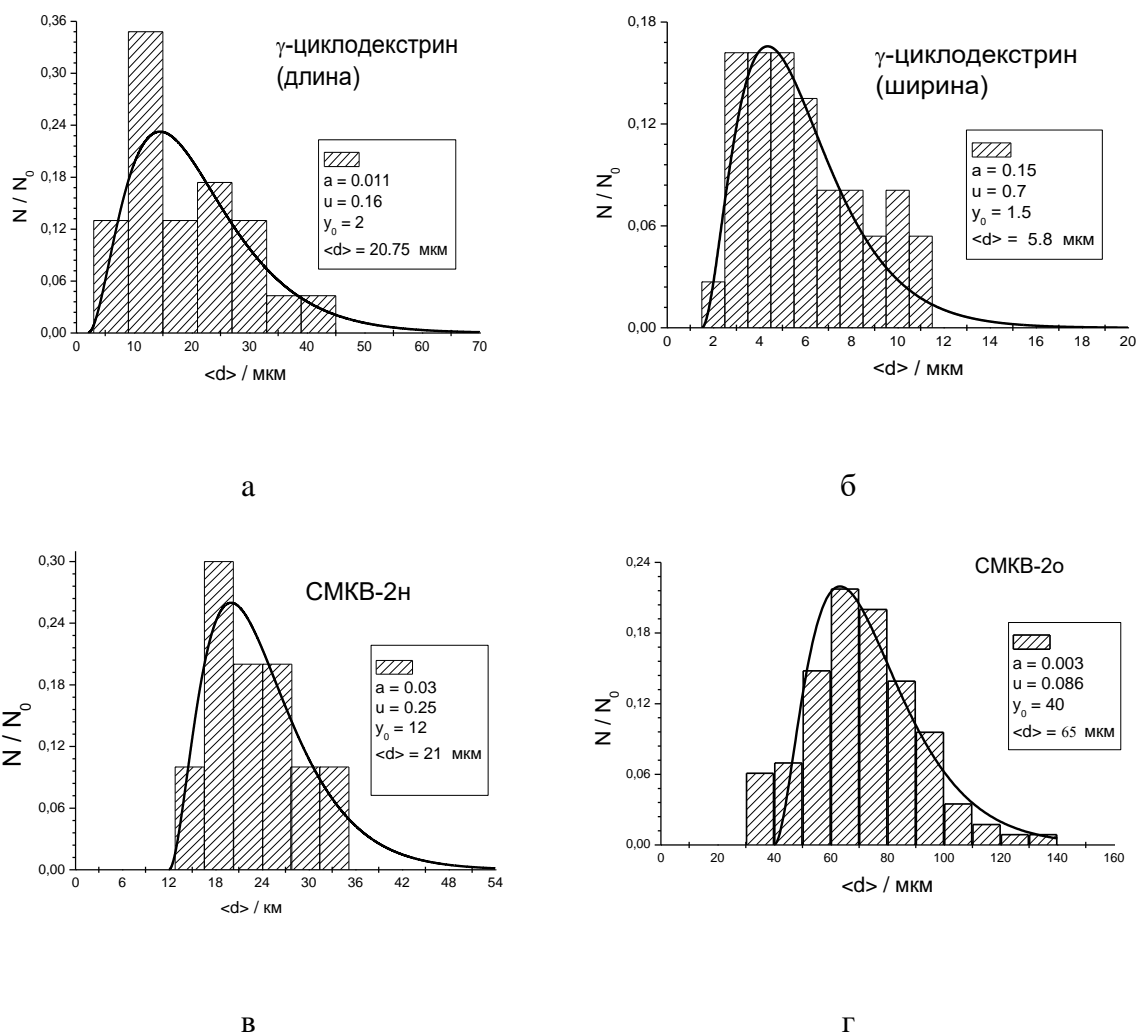 γ-циклодекстрин
(длина)
a = 0.011
u = 0.16
y₀ = 2
<d> = 20.75 мкм
N / N₀
0,36
0,30
0,24
0,18
0,12
0,06
0,00
0 10 20 30 40 50 60 70
<d> / мкм
а
γ-циклодекстрин
(ширина)
a = 0.15
u = 0.7
y₀ = 1.5
<d> = 5.8 мкм
N / N₀
0,18
0,12
0,06
0,00
0 2 4 6 8 10 12 14 16 18 20
<d> / мкм
б
СМКВ-2н
a = 0.03
u = 0.25
y₀ = 12
<d> = 21 мкм
N / N₀
0,30
0,24
0,18
0,12
0,06
0,00
0 6 12 18 24 30 36 42 48 54
<d> / км
в
СМКВ-2о
a = 0.003
u = 0.086
y₀ = 40
<d> = 65 мкм
N / N₀
0,24
0,18
0,12
0,06
0,00
0 20 40 60 80 100 120 140 160
<d> / мкм
г